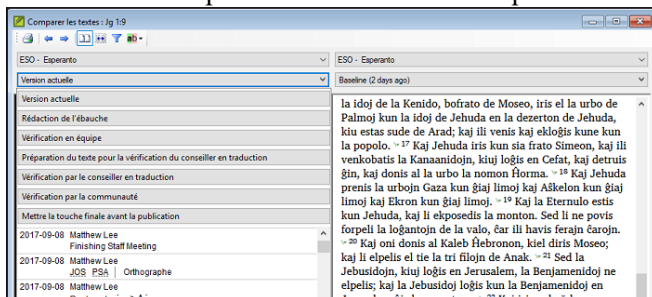 Comparer les textes : Jg 1:9
ESO - Esperanto
ESO - Esperanto
Version actuelle
Baseline (2 days ago)
Version actuelle
Rédaction de l'ébauche
Vérification en équipe
Préparation du texte pour la vérification du conseiller en traduction
Vérification par le conseiller en traduction
Vérification par la communauté
Mettre la touche finale avant la publication
2017-09-08 Matthew Lee
Finishing Staff Meeting
2017-09-08 Matthew Lee
JOS PSA | Orthographe
2017-09-08 Matthew Lee
la idoj de la Kenido, bofrato de Moseo, iris el la urbo de
Palmoj kun la idoj de Jehuda en la dezerton de Jehuda,
kiu estas sude de Arad; kaj ili venis kaj ekloĝis kune kun
la popolo. 17 Kaj Jehuda iris kun sia frato Simeon, kaj ili
venkobatis la Kanaanidojn, kiuj loĝis en Cefat, kaj detruis
ĝin, kaj donis al la urbo la nomon Ĥorma. 18 Kaj Jehuda
prenis la urbojn Gaza kun ĝiaj limoj kaj Aŝkelon kun ĝiaj
limoj kaj Ekron kun ĝiaj limoj. 19 Kaj la Eternulo estis
kun Jehuda, kaj li ekposedis la monton. Sed li ne povis
forpeli la loĝantojn de la valo, ĉar ili havis ferajn ĉarojn.
20 Kaj oni donis al Kaleb Ĥebronon, kiel diris Moseo;
kaj li elpelis el tie la tri filojn de Anak. 21 Sed la
Jebusidojn, kiuj loĝis en Jerusalem, la Benjamenidoj ne
elpelis; kaj la Jebusidoj loĝis kun la Benjamenidoj en